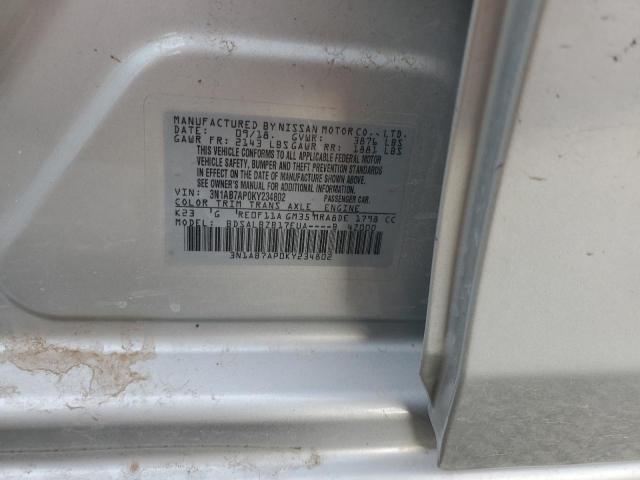 MANUFACTURED BY NISSAN MOTOR CO., LTD.
DATE: 09/18 GVWR: 3876 LBS
GAWR FR: 2143 LBS GAWR RR: 1881 LBS
THIS VEHICLE CONFORMS TO ALL APPLICABLE FEDERAL MOTOR
VEHICLE SAFETY, BUMPER AND THEFT PREVENTION STANDARDS
IN EFFECT ON THE DATE OF MANUFACTURE SHOWN ABOVE.
SEE OWNER'S MANUAL FOR ADDITIONAL INFORMATION.
VIN: 3N1AB7AP0KY234802 PASSENGER CAR.
COLOR TRIM TRANS AXLE ENGINE
K23 G RE0F11A GM35 MRA8DE 1798 CC
MODEL: BDSALBZB17EUA----B 47000
3N1AB7AP0KY234802